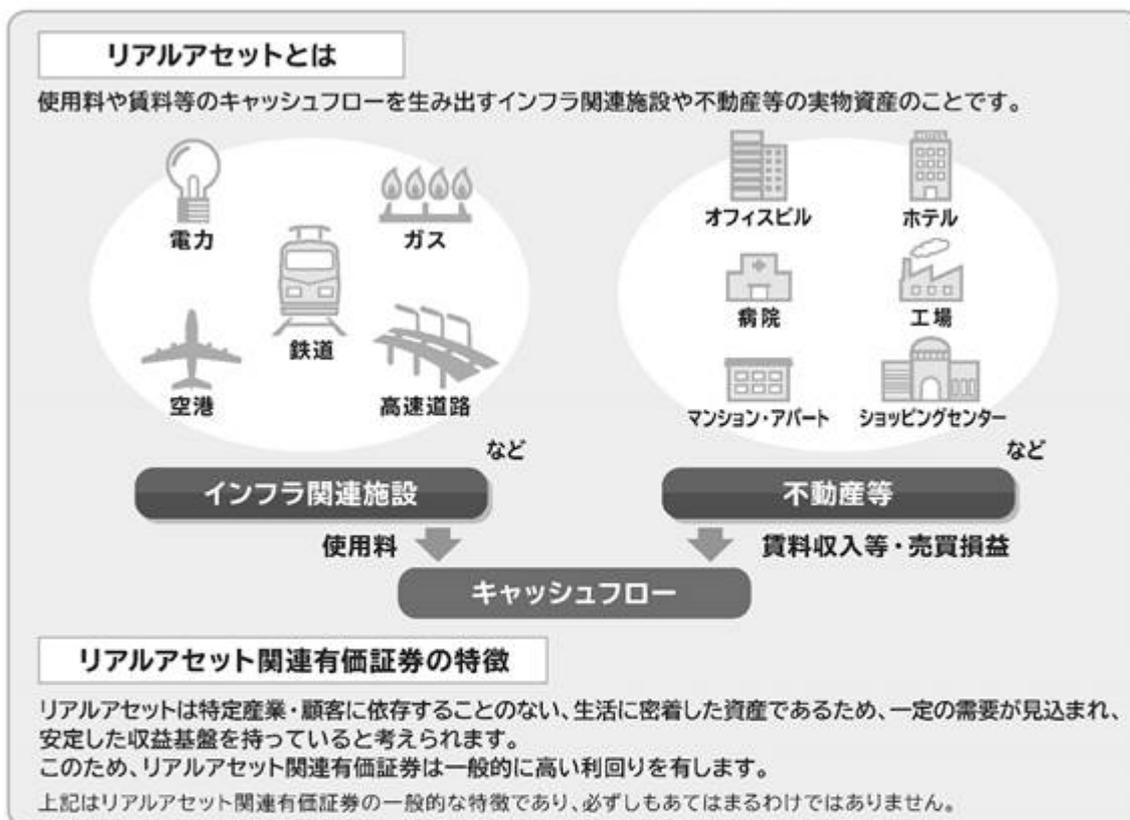 リアルアセットとは
使用料や賃料等のキャッシュフローを生み出すインフラ関連施設や不動産等の実物資産のことです。
電力
ガス
鉄道
空港
高速道路
など
インフラ関連施設
オフィスビル
ホテル
病院
工場
マンション・アパート
ショッピングセンター
など
不動産等
使用料
賃料収入等・売買損益
キャッシュフロー
リアルアセット関連有価証券の特徴
リアルアセットは特定産業・顧客に依存することのない、生活に密着した資産であるため、一定の需要が見込まれ、
安定した収益基盤を持っていると考えられます。
このため、リアルアセット関連有価証券は一般的に高い利回りを有します。
上記はリアルアセット関連有価証券の一般的な特徴であり、必ずしもあてはまるわけではありません。